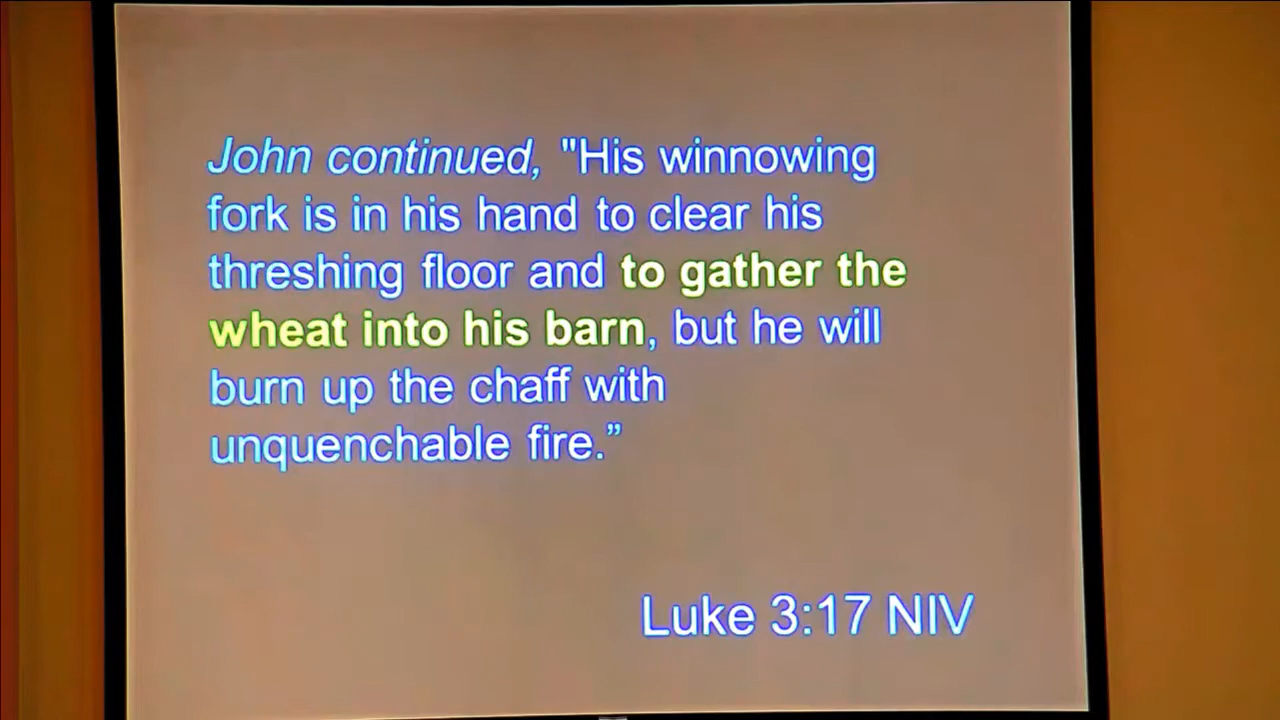 John continued, "His winnowing
fork is in his hand to clear his
threshing floor and to gather the
wheat into his barn, but he will
burn up the chaff with
unquenchable fire.”
Luke 3:17 NIV